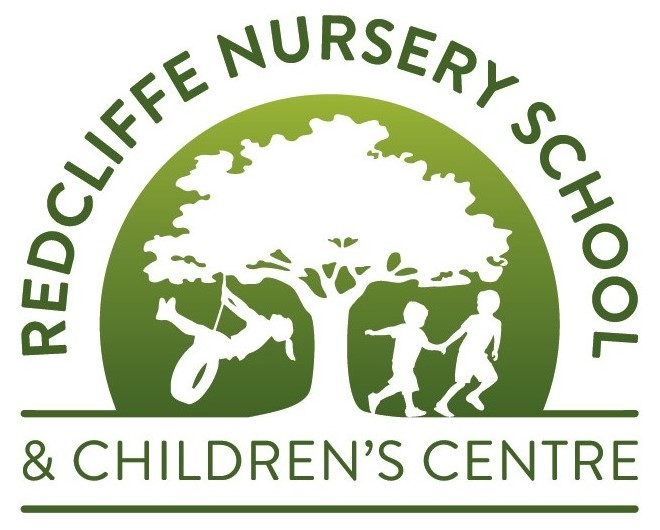 REDCLIFFE NURSERY SCHOOL
& CHILDREN'S CENTRE